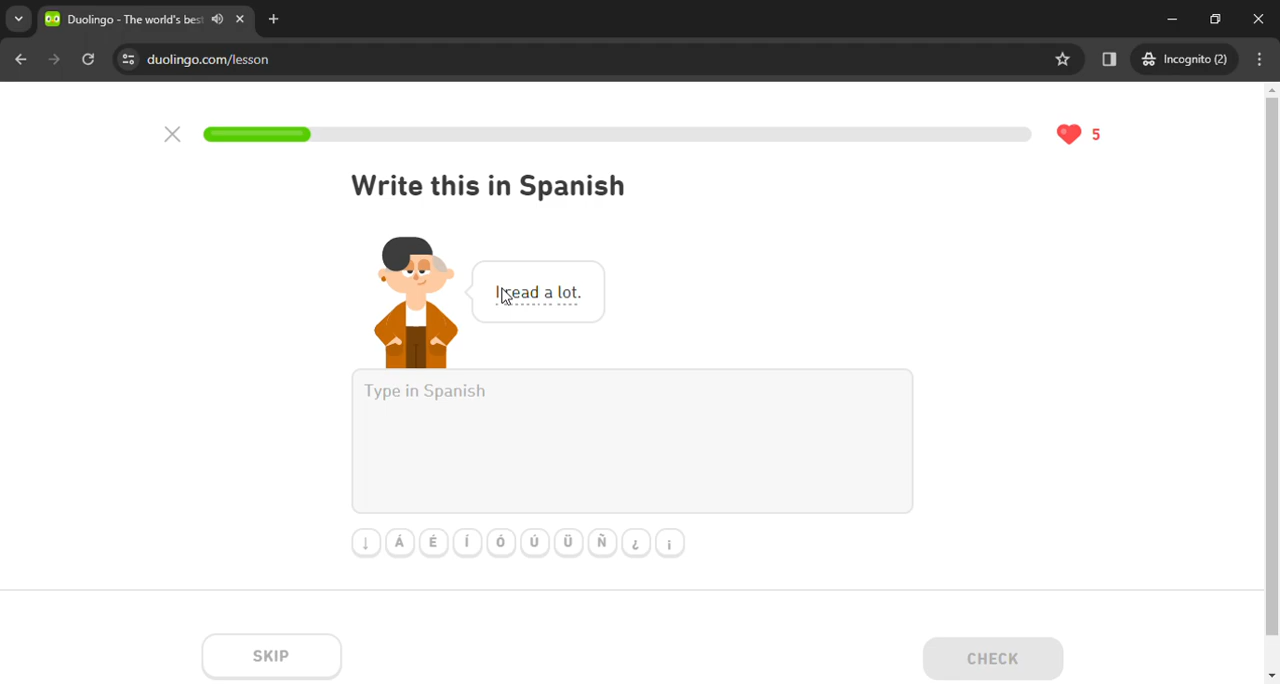 Duolingo - The world's best
duolingo.com/lesson
Incognito (2)
5
Write this in Spanish
I read a lot.
Type in Spanish
↓ Á É Í Ó Ú Ü Ñ ¿ ¡
SKIP
CHECK